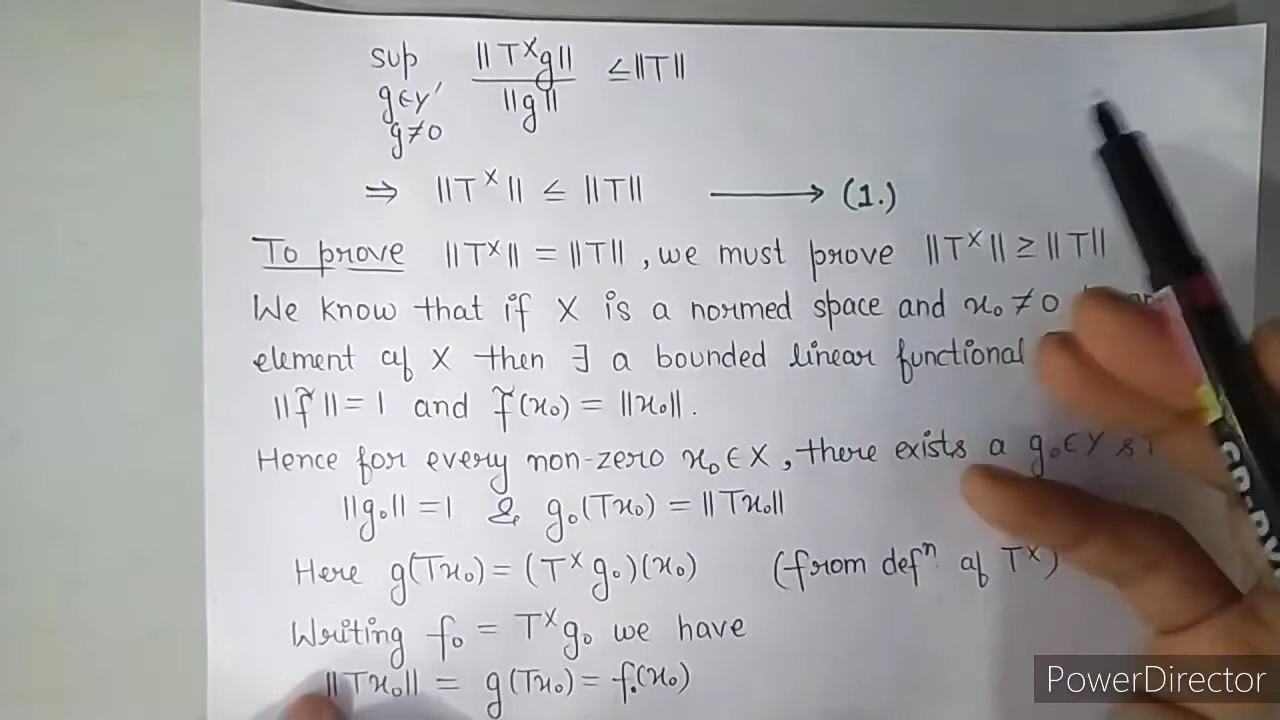 sup ||T^x g|| / ||g|| ≤ ||T||
g∈y'
g≠0
⇒ ||T^x|| ≤ ||T|| ⟶ (1.)
To prove ||T^x|| = ||T||, we must prove ||T^x|| ≥ ||T||
We know that if X is a normed space and x₀ ≠ 0
element of X then ∃ a bounded linear functional
||f̃|| = 1 and f̃(x₀) = ||x₀||.
Hence for every non-zero x₀ ∈ X, there exists a g₀∈y
||g₀|| = 1 & g₀(Tx₀) = ||Tx₀||
Here g(Tx₀) = (T^x g₀)(x₀) (from defⁿ of T^x)
Writing f₀ = T^x g₀ we have
||Tx₀|| = g(Tx₀) = f₀(x₀)
PowerDirector